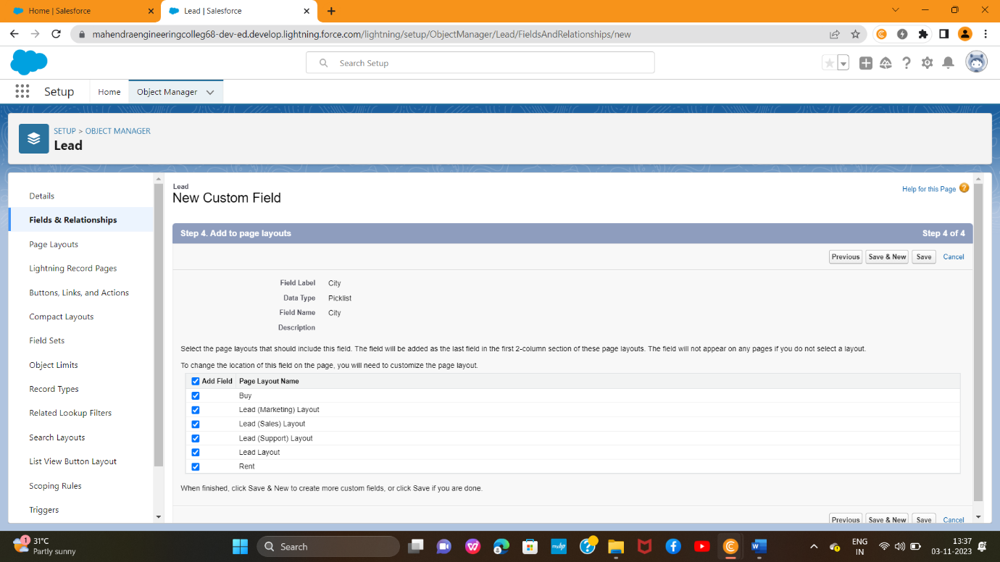 Home | Salesforce
Lead | Salesforce
mahendraengineeringcolleg68-dev-ed.develop.lightning.force.com/lightning/setup/ObjectManager/Lead/FieldsAndRelationships/new
Search Setup
Setup
Home
Object Manager
SETUP > OBJECT MANAGER
Lead
Details
Fields & Relationships
Page Layouts
Lightning Record Pages
Buttons, Links, and Actions
Compact Layouts
Field Sets
Object Limits
Record Types
Related Lookup Filters
Search Layouts
List View Button Layout
Scoping Rules
Triggers
Lead
New Custom Field
Help for this Page
Step 4. Add to page layouts Step 4 of 4
Previous Save & New Save Cancel
Field Label City
Data Type Picklist
Field Name City
Description
Select the page layouts that should include this field. The field will be added as the last field in the first 2-column section of these page layouts. The field will not appear on any pages if you do not select a layout.
To change the location of this field on the page, you will need to customize the page layout.
Add Field Page Layout Name
Buy
Lead (Marketing) Layout
Lead (Sales) Layout
Lead (Support) Layout
Lead Layout
Rent
When finished, click Save & New to create more custom fields, or click Save if you are done.
Previous Save & New Save Cancel
1
31°C
Partly sunny
Search
myhp
ENG
IN
13:37
03-11-2023